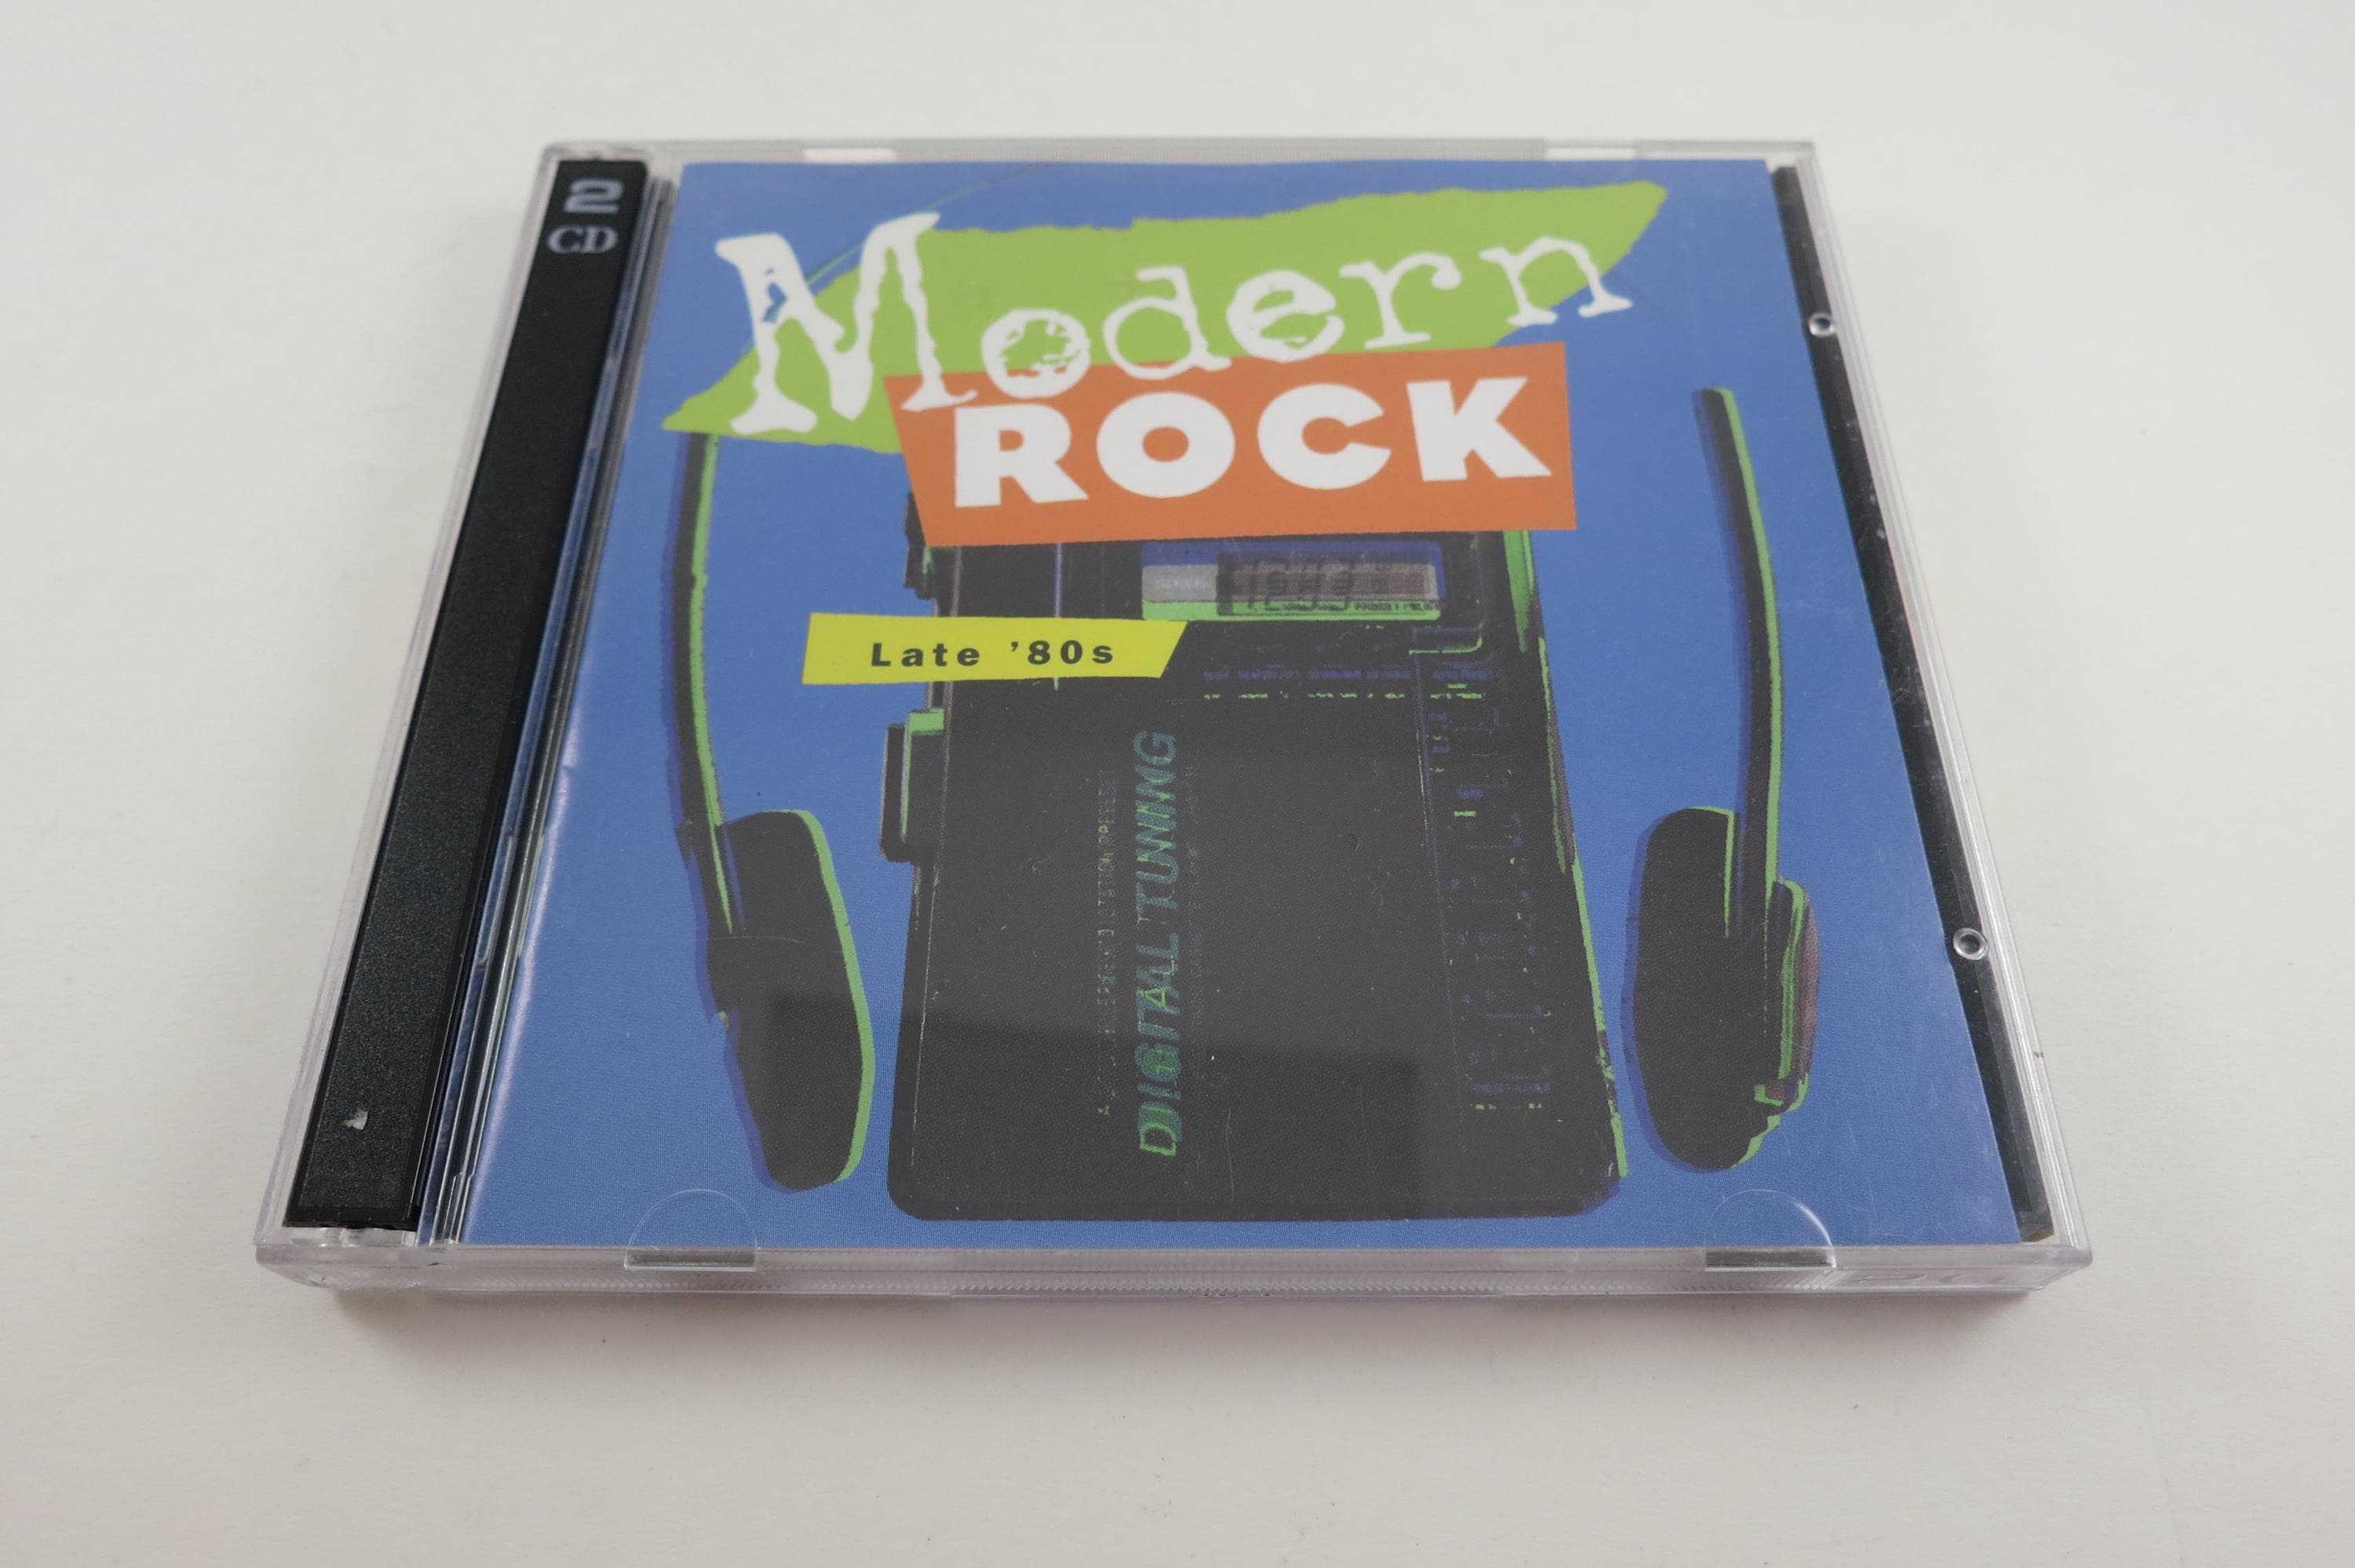 2
CD
Modern
ROCK
Late ’80s
DIGITAL TUNING